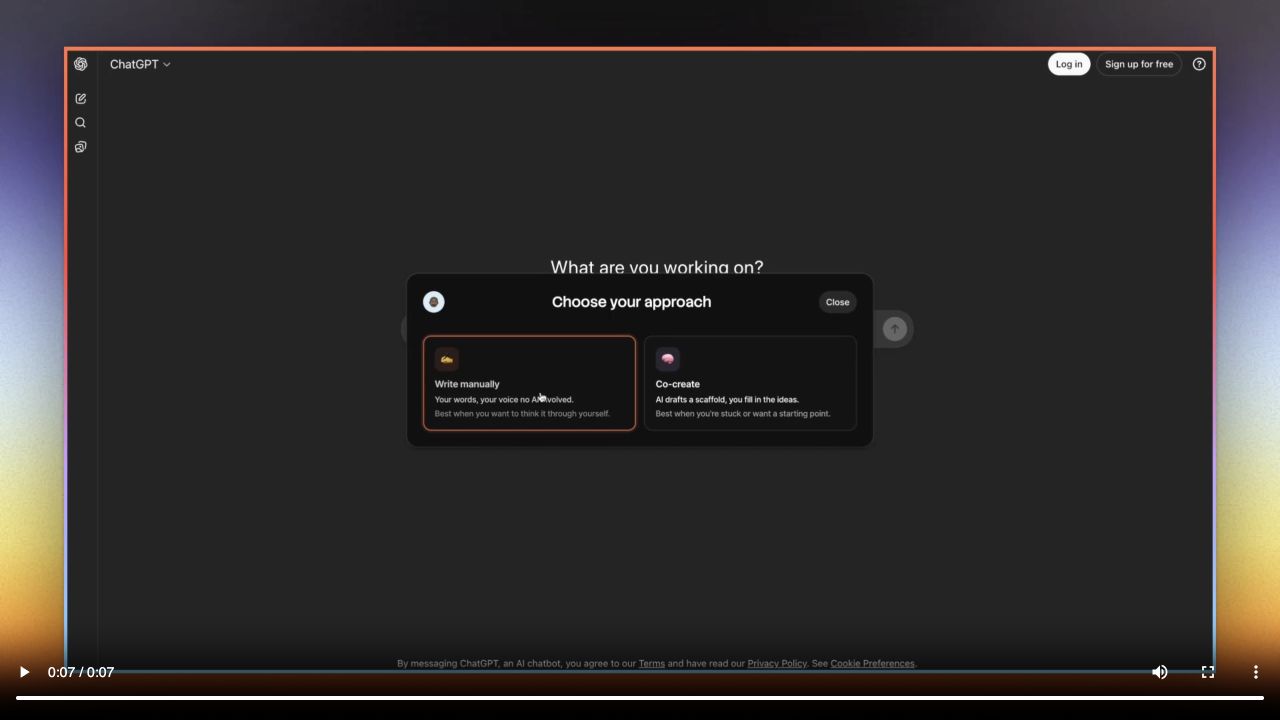 ChatGPT
Log in
Sign up for free
What are you working on?
Choose your approach
Close
Write manually
Your words, your voice no AI involved.
Best when you want to think it through yourself.
Co-create
AI drafts a scaffold, you fill in the ideas.
Best when you're stuck or want a starting point.
By messaging ChatGPT, an AI chatbot, you agree to our Terms and have read our Privacy Policy. See Cookie Preferences.
0:07 / 0:07